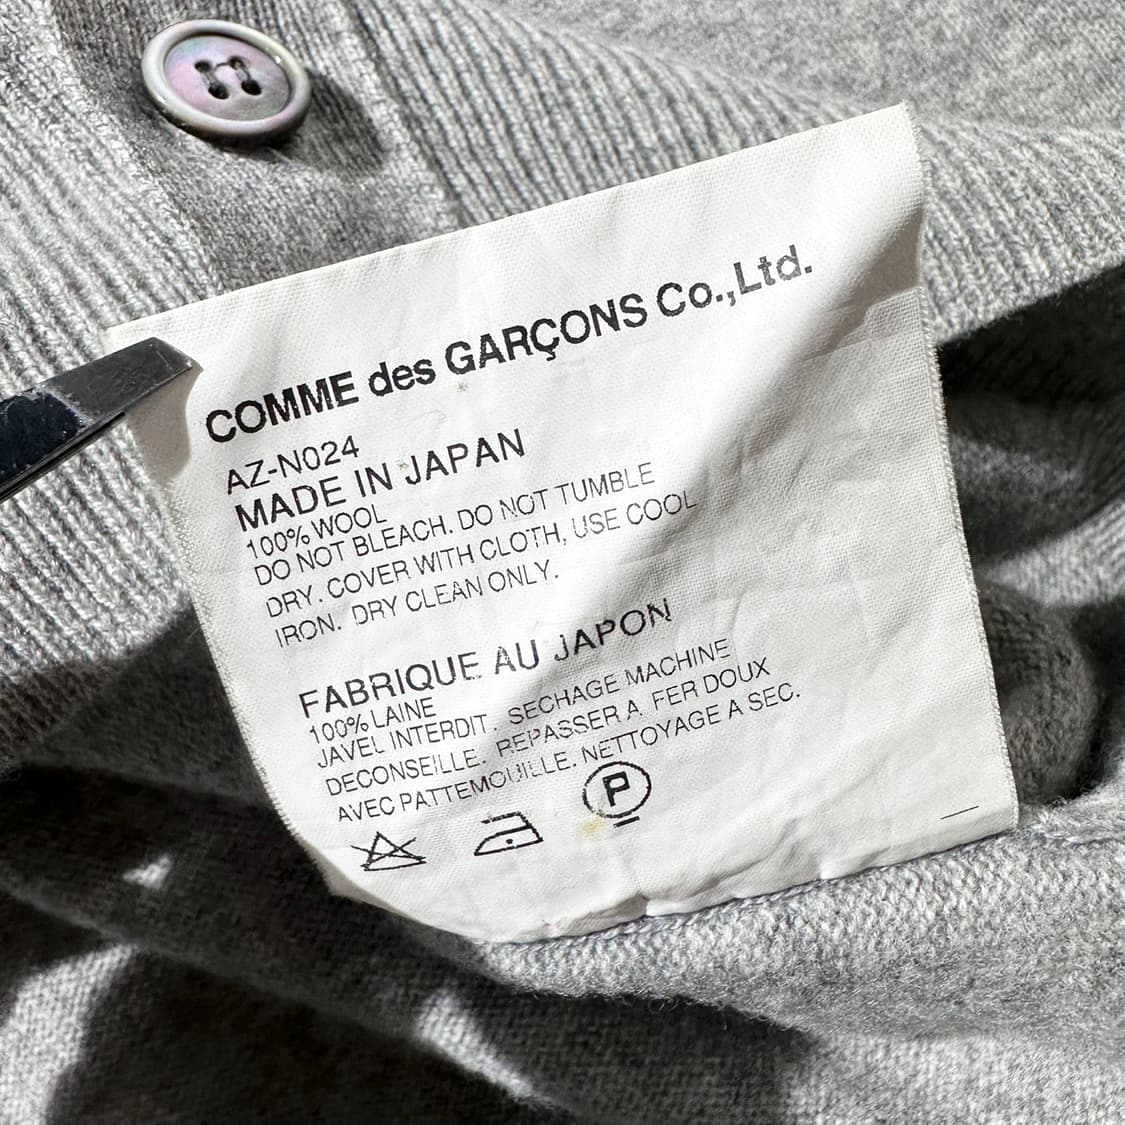 COMME des GARÇONS Co.,Ltd.
AZ-N024
MADE IN JAPAN
100% WOOL
DO NOT BLEACH. DO NOT TUMBLE
DRY. COVER WITH CLOTH, USE COOL
IRON. DRY CLEAN ONLY.
FABRIQUE AU JAPON
100% LAINE
JAVEL INTERDIT. SECHAGE MACHINE
DECONSEILLE. REPASSER A FER DOUX
AVEC PATTEMOUILLE. NETTOYAGE A SEC.
P